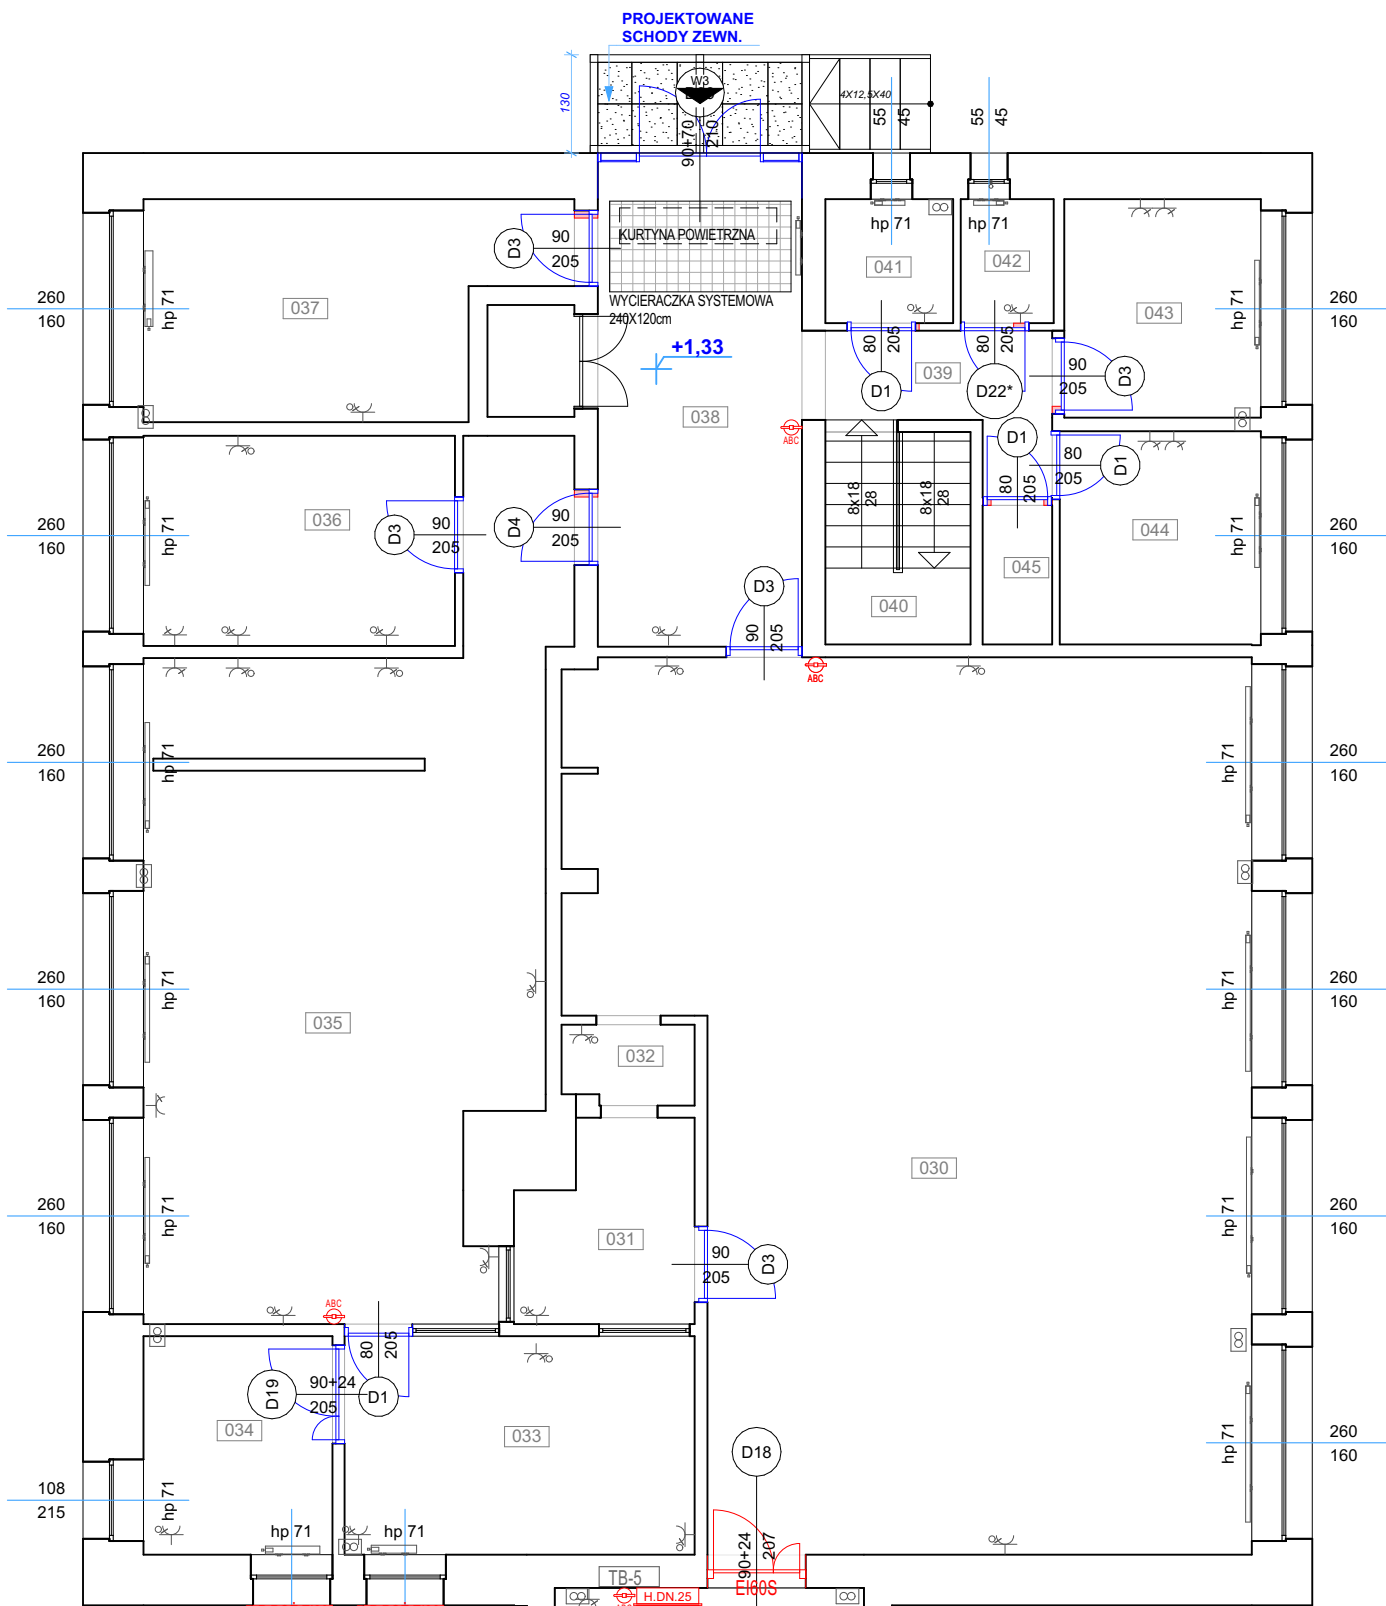 PROJEKTOWANE
SCHODY ZEWN.
130
W3
90+70
210
4X12,5X40
55
45
55
45
KURTYNA POWIETRZNA
WYCIERACZKA SYSTEMOWA
240X120cm
+1,33
D3
90
205
037
260
160
hp 71
hp 71
041
hp 71
042
043
hp 71
260
160
80
205
D1
039
80
205
D22*
90
205
D3
038
ABC
8x18
28
8x18
28
D1
80
205
80
205
D1
036
D3
90
205
D4
90
205
260
160
hp 71
044
hp 71
260
160
045
040
D3
90
205
ABC
260
160
hp 71
hp 71
260
160
260
160
hp 71
035
032
hp 71
260
160
030
260
160
hp 71
031
90
205
D3
hp 71
260
160
ABC
80
205
D1
D19
90+24
205
034
033
D18
hp 71
260
160
108
215
hp 71
hp 71
hp 71
90+24
207
EI60S
TB-5
H.DN.25